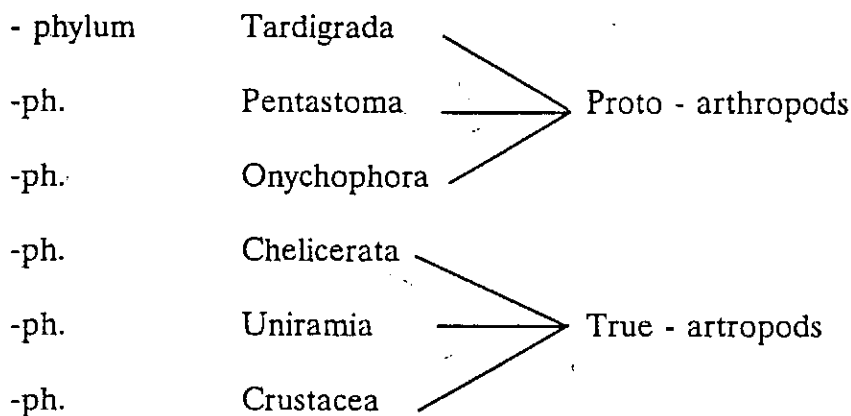 - phylum Tardigrada
-ph. Pentastoma Proto - arthropods
-ph. Onychophora
-ph. Chelicerata
-ph. Uniramia True - artropods
-ph. Crustacea